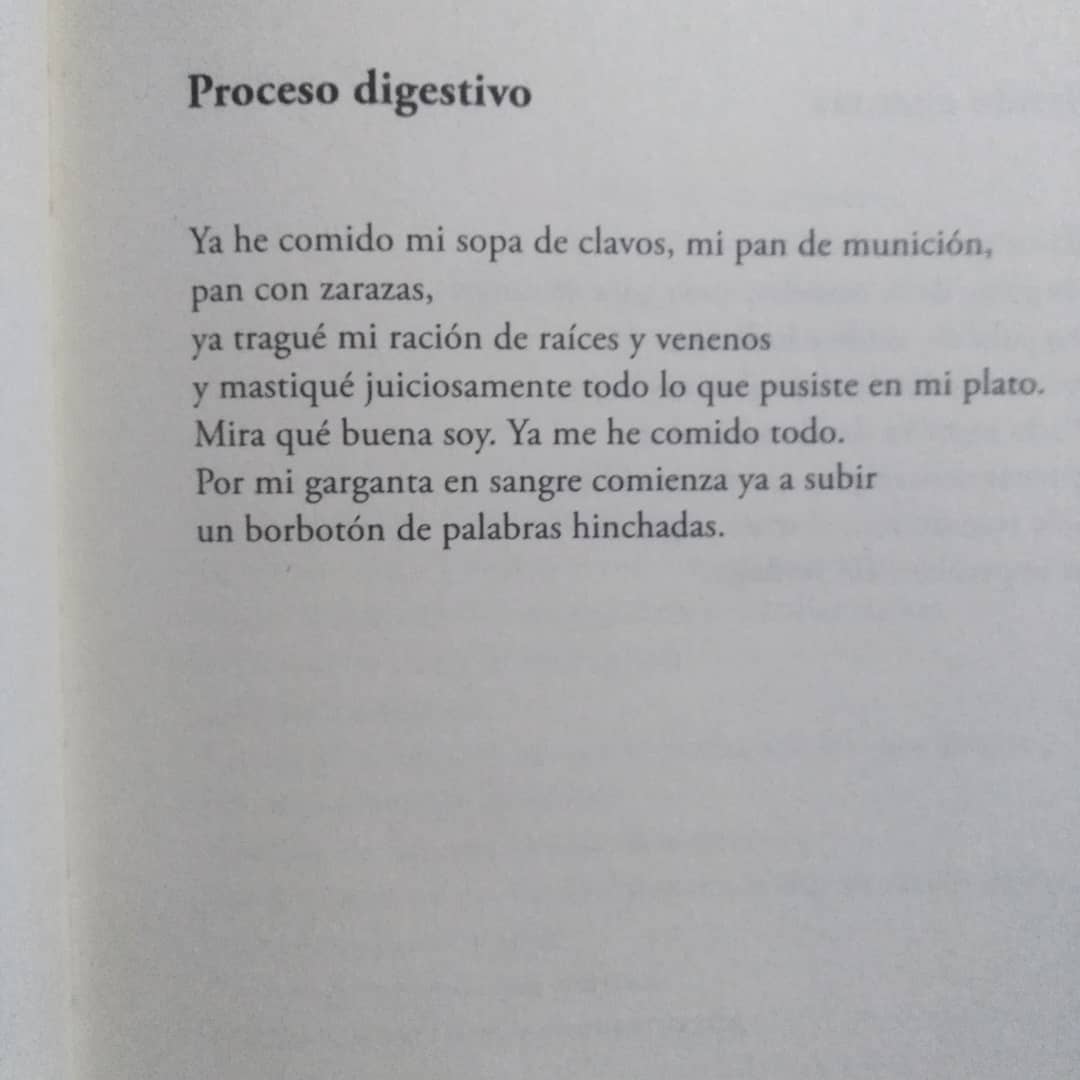 Proceso digestivo
Ya he comido mi sopa de clavos, mi pan de munición,
pan con zarazas,
ya tragué mi ración de raíces y venenos
y mastiqué juiciosamente todo lo que pusiste en mi plato.
Mira qué buena soy. Ya me he comido todo.
Por mi garganta en sangre comienza ya a subir
un borbotón de palabras hinchadas.